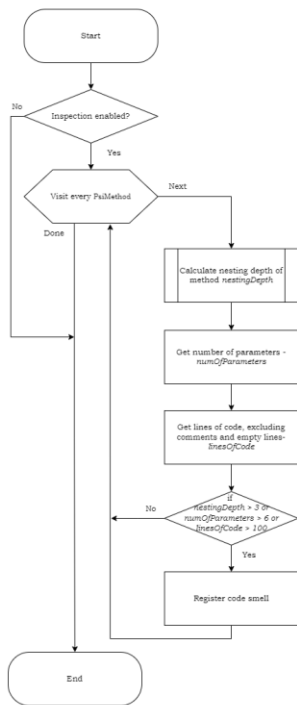 Start
No
Inspection enabled?
Yes
Visit every PsiMethod
Next
Done
Calculate nesting depth of
method nestingDepth
Get number of parameters -
numOfParameters
Get lines of code, excluding
comments and empty lines-
linesOfCode
if
nestingDepth > 3 or
numOfParameters > 6 or
linesOfCode > 100
No
Yes
Register code smell
End